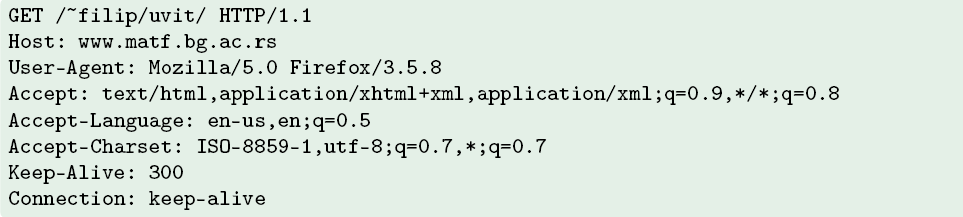 GET /~filip/uvit/ HTTP/1.1
Host: www.matf.bg.ac.rs
User-Agent: Mozilla/5.0 Firefox/3.5.8
Accept: text/html,application/xhtml+xml,application/xml;q=0.9,*/*;q=0.8
Accept-Language: en-us,en;q=0.5
Accept-Charset: ISO-8859-1,utf-8;q=0.7,*;q=0.7
Keep-Alive: 300
Connection: keep-alive